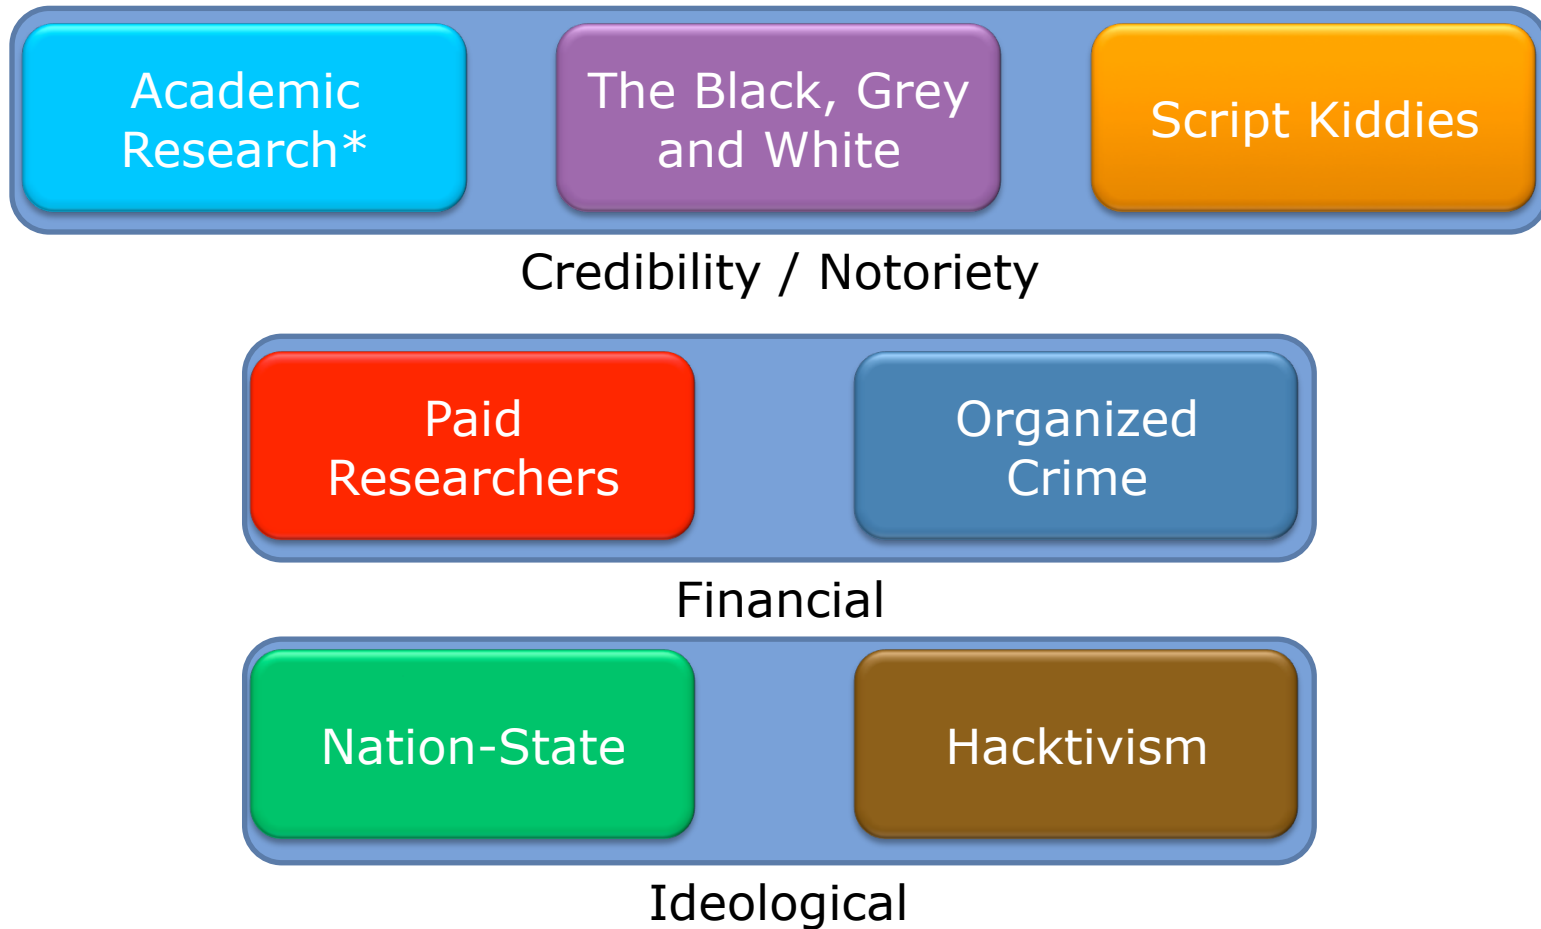 Academic
Research*
The Black, Grey
and White
Script Kiddies
Credibility / Notoriety
Paid
Researchers
Organized
Crime
Financial
Nation-State
Hacktivism
Ideological